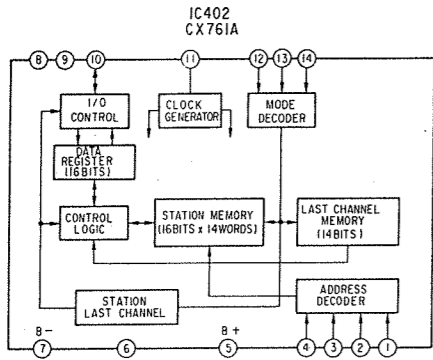 IC402
CX761A
8 9 10 11 12 13 14
I/O
CONTROL
CLOCK
GENERATOR
MODE
DECODER
DATA
REGISTER
(16BITS)
CONTROL
LOGIC
STATION MEMORY
(16BITS x 14WORDS)
LAST CHANNEL
MEMORY
(14BITS)
STATION
LAST CHANNEL
ADDRESS
DECODER
B- B+
7 6 5 4 3 2 1